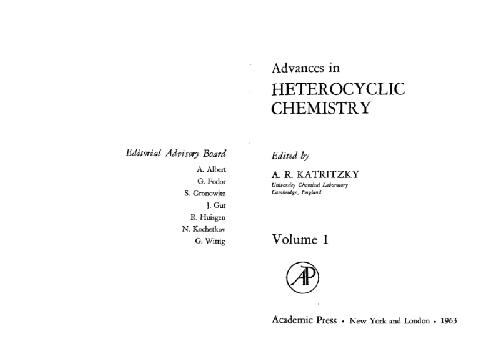 Editorial Advisory Board
A. Albert
G. Fodor
S. Gronowitz
J. Gut
R. Huisgen
N. Kochetkov
G. Wittig
Advances in
HETEROCYCLIC
CHEMISTRY
Edited by
A. R. KATRITZKY
University Chemical Laboratory
Cambridge, England
Volume 1
AP
Academic Press • New York and London • 1963